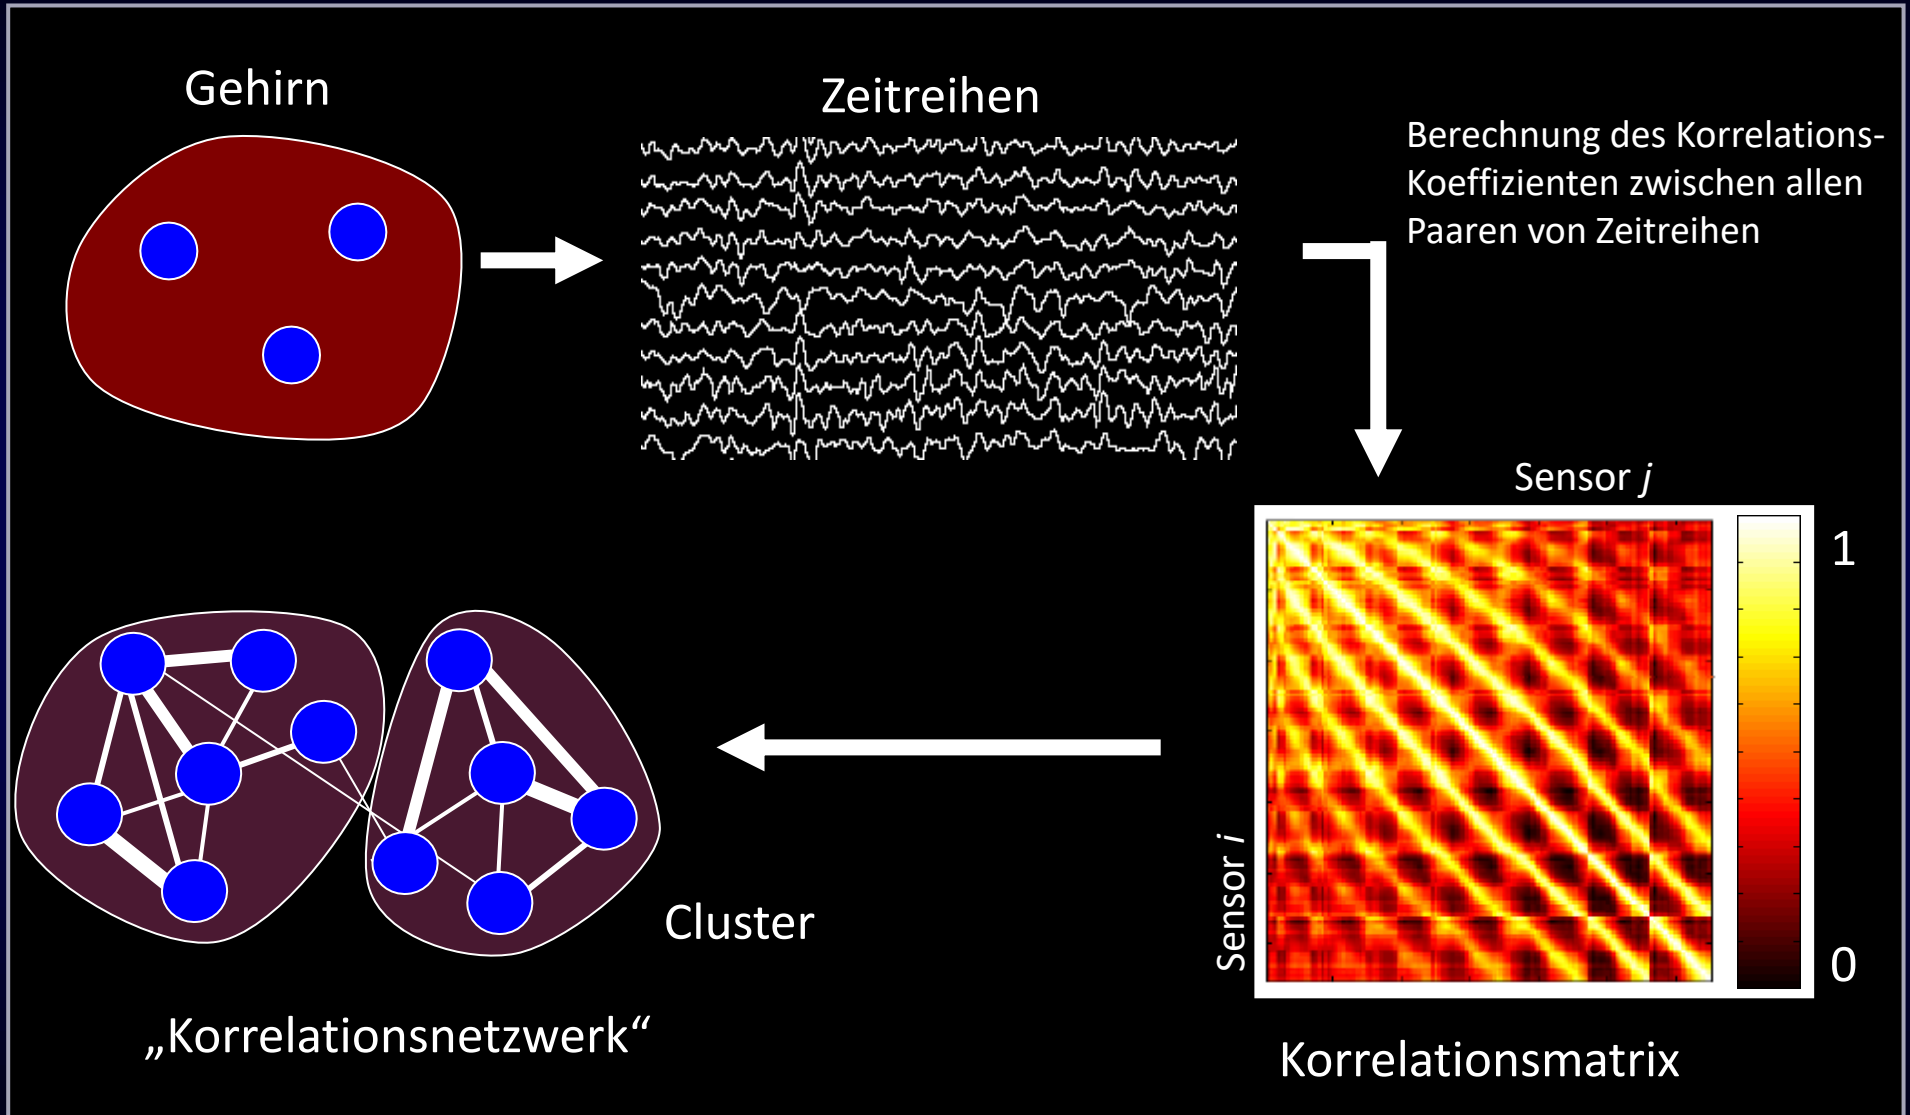 Gehirn
Zeitreihen
Berechnung des Korrelations-
Koeffizienten zwischen allen
Paaren von Zeitreihen
Sensor j
1
Sensor i
0
Cluster
„Korrelationsnetzwerk“
Korrelationsmatrix